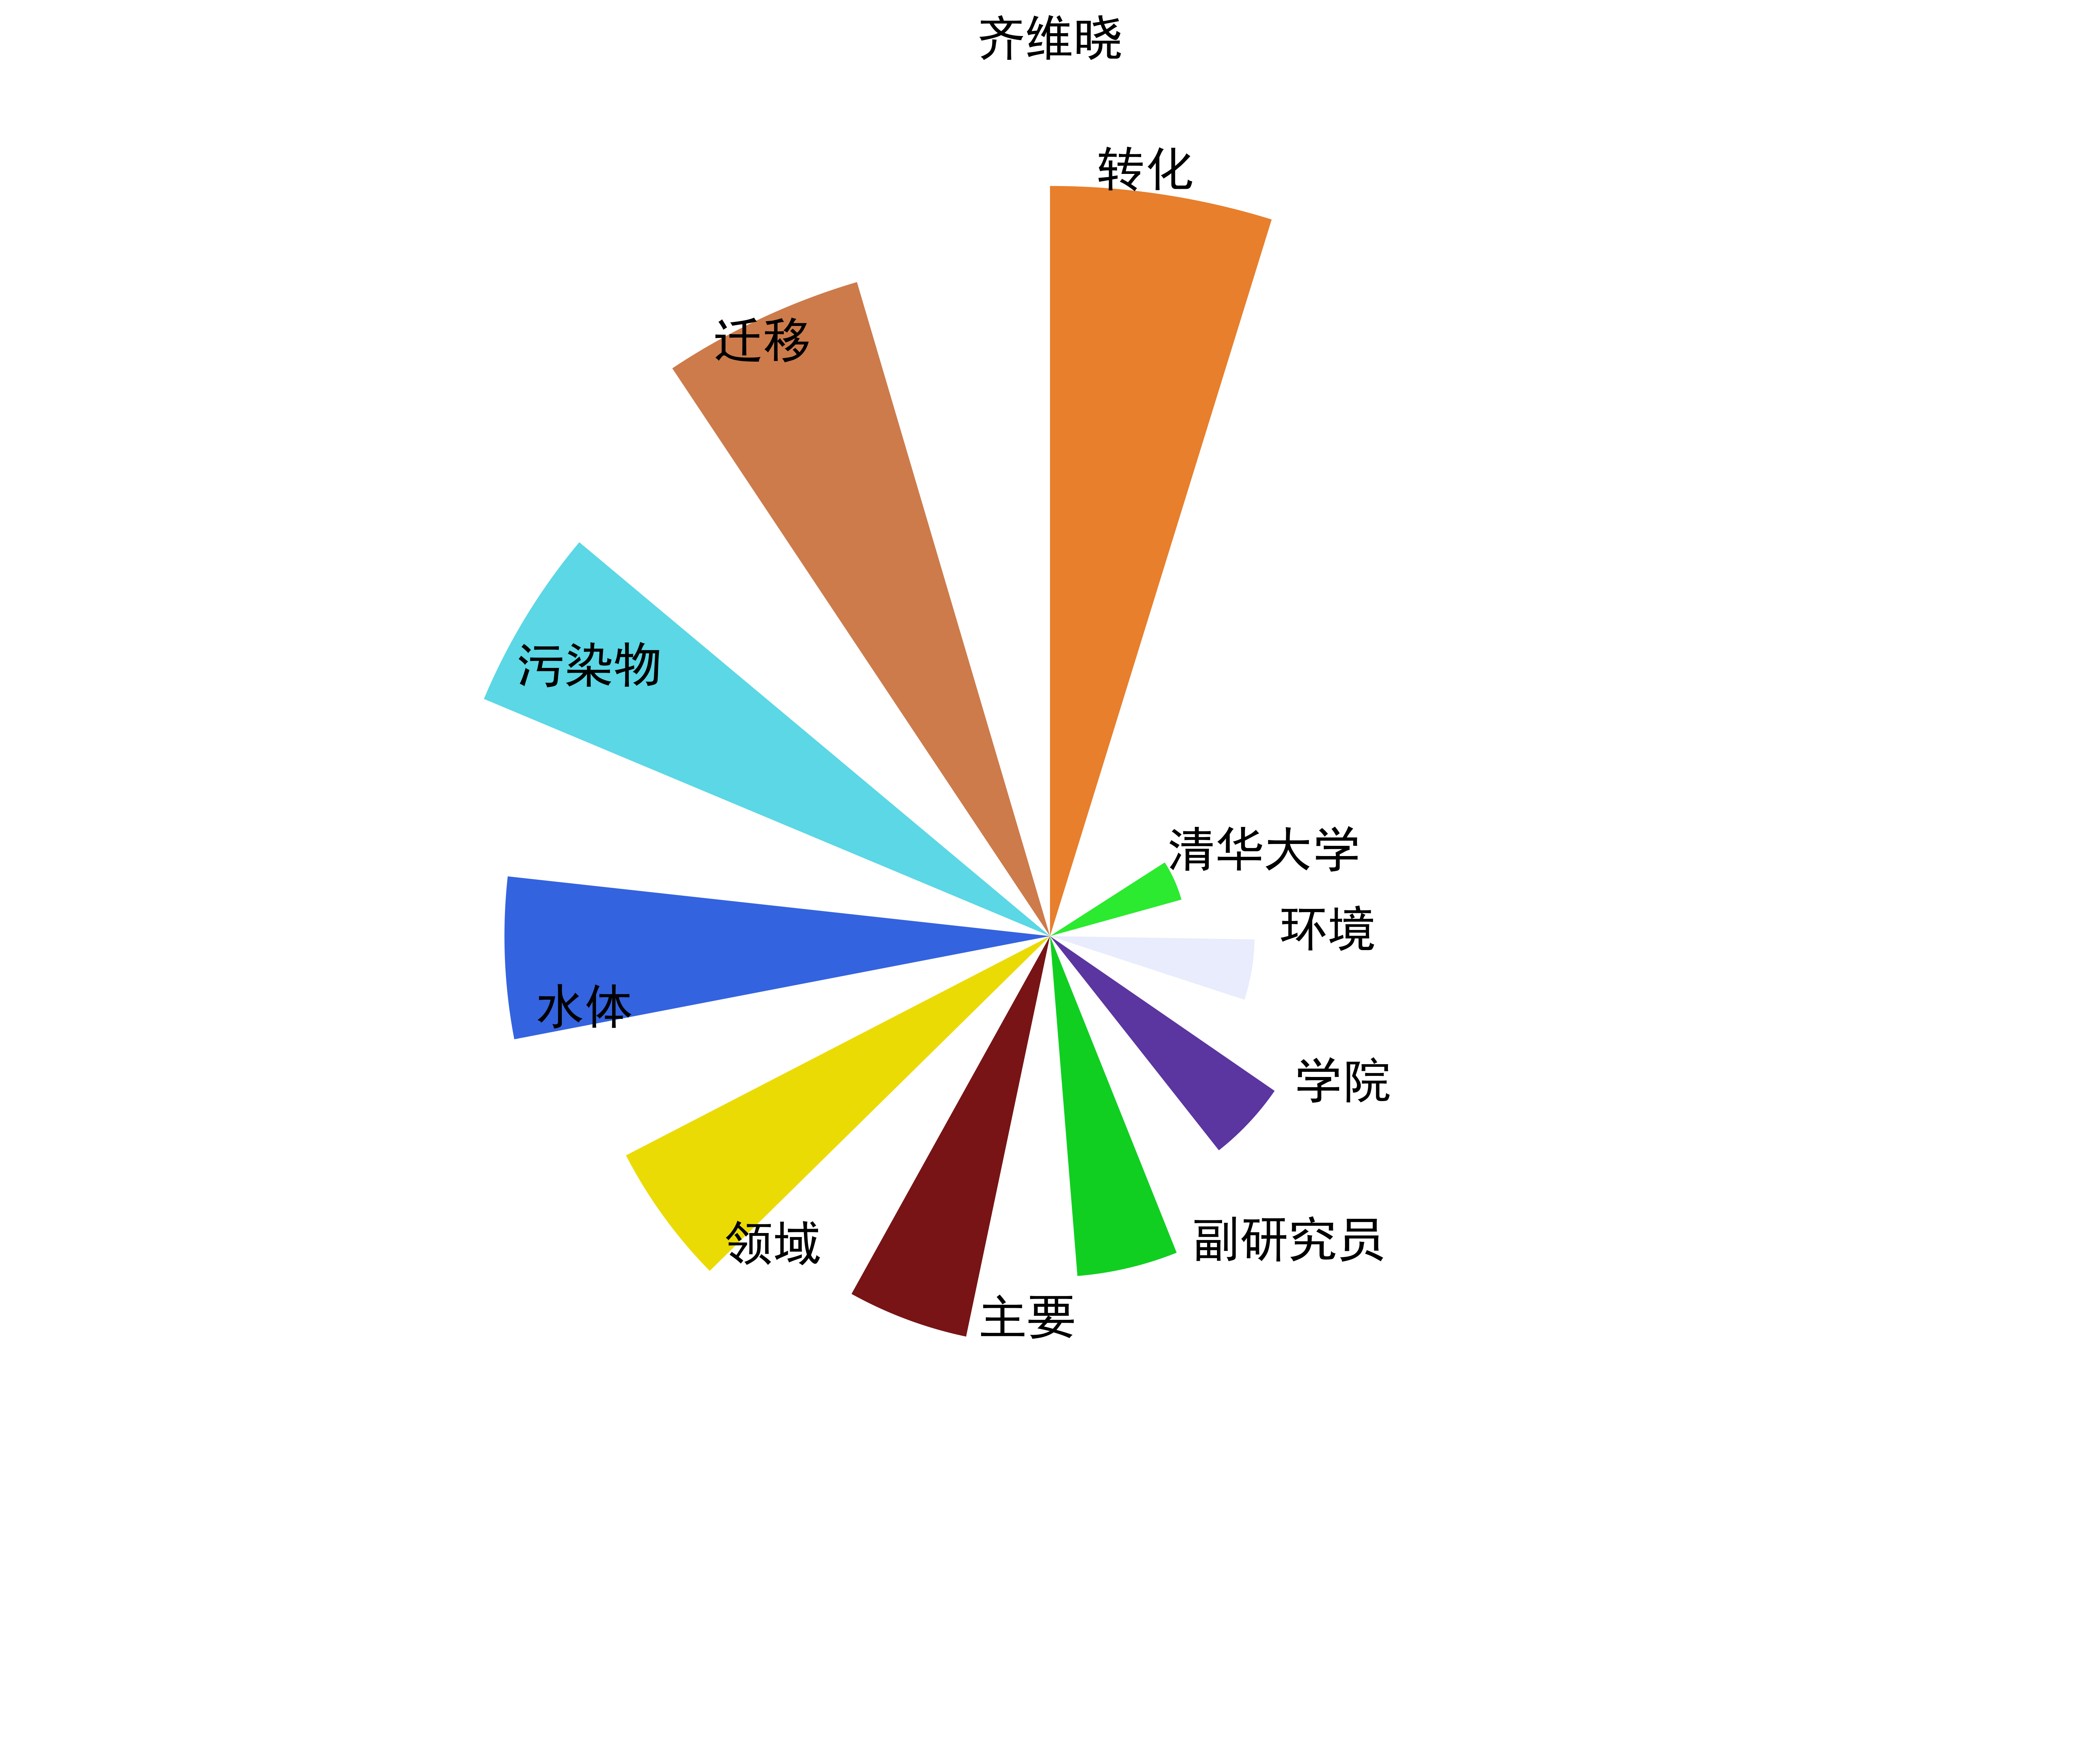 齐维晓
转化
迁移
污染物
清华大学
环境
水体
学院
领域
副研究员
主要